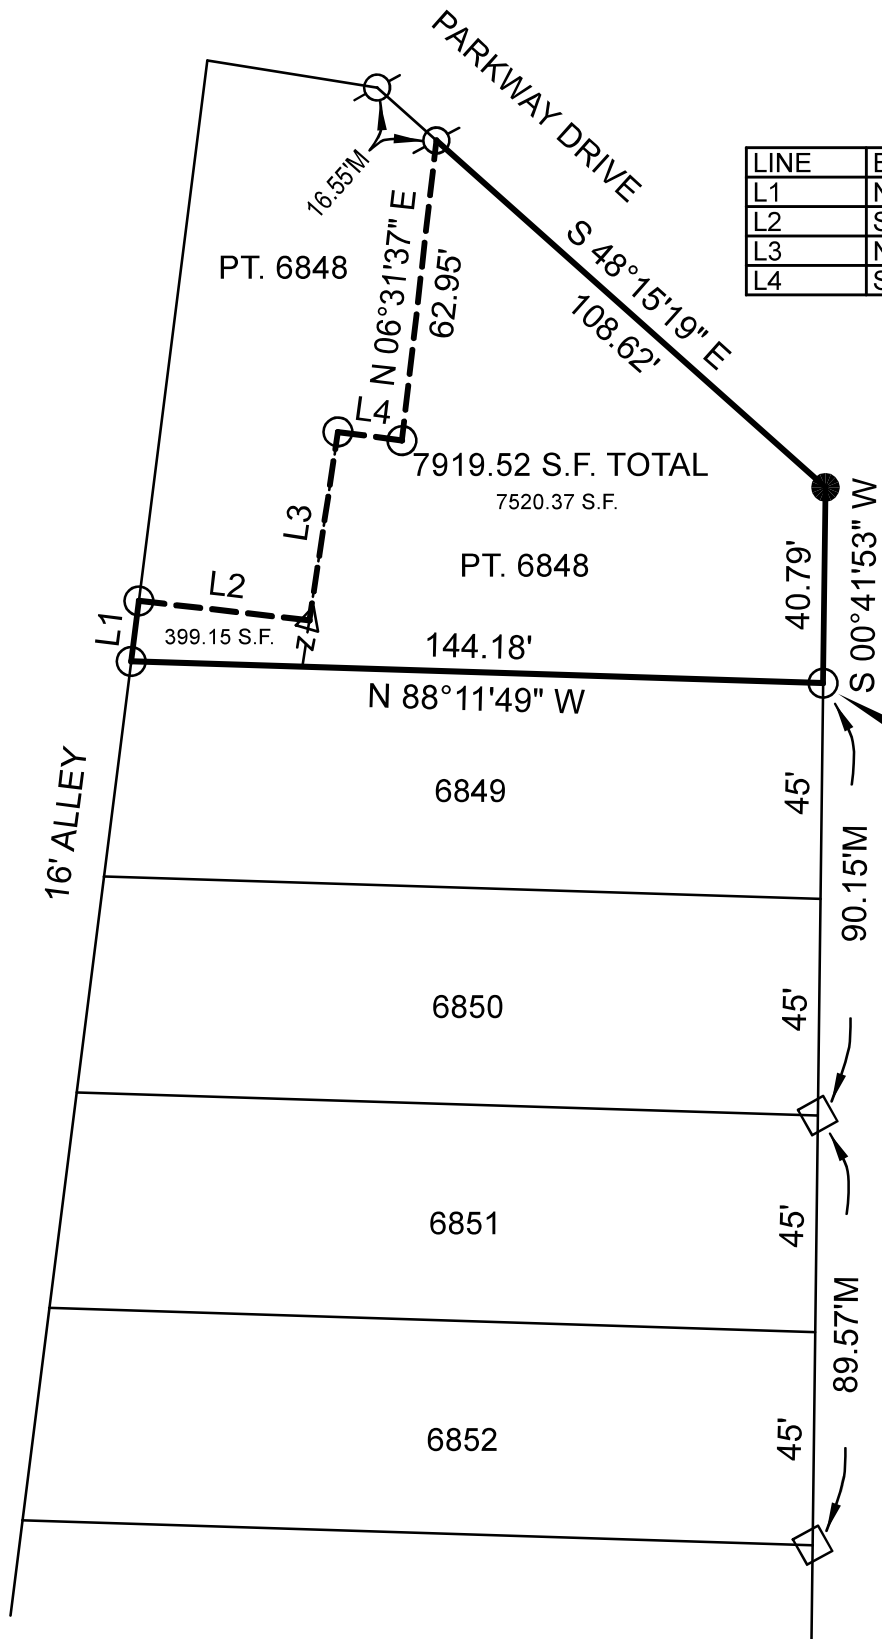 PARKWAY DRIVE
16.55'M
LINE
L1 N
L2 S
L3 N
L4 S
S 48°15'19" E
108.62'
N 06°31'37" E
62.95'
PT. 6848
L4
7919.52 S.F. TOTAL
7520.37 S.F.
L3
PT. 6848
40.79'
S 00°41'53" W
L2
L1
399.15 S.F.
144.18'
N 88°11'49" W
16' ALLEY
6849
45'
90.15'M
6850
45'
6851
45'
89.57'M
6852
45'